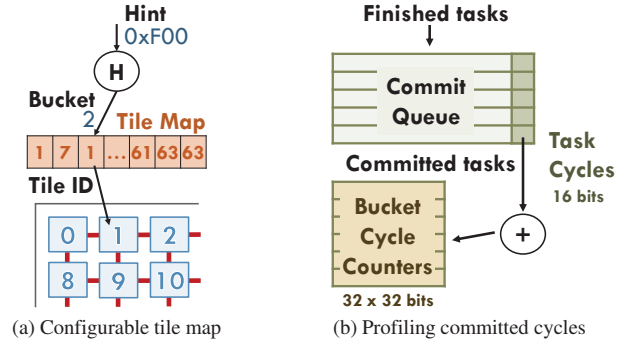 Hint
0xF00
H
Bucket
2
Tile Map
1 7 1 ... 61 63 63
Tile ID
0 1 2
8 9 10
(a) Configurable tile map
Finished tasks
Commit
Queue
Committed tasks
Task
Cycles
16 bits
Bucket
Cycle
Counters
+
32 x 32 bits
(b) Profiling committed cycles